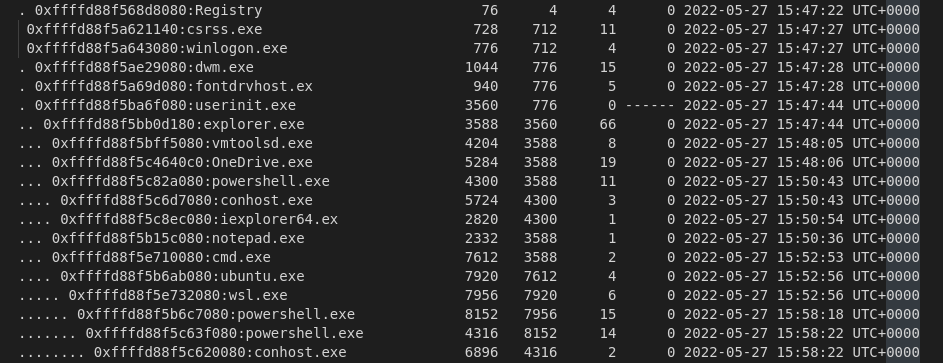 . 0xffffd88f568d8080:Registry 76 4 4 0 2022-05-27 15:47:22 UTC+0000
0xffffd88f5a621140:csrss.exe 728 712 11 0 2022-05-27 15:47:27 UTC+0000
0xffffd88f5a643080:winlogon.exe 776 712 4 0 2022-05-27 15:47:27 UTC+0000
. 0xffffd88f5ae29080:dwm.exe 1044 776 15 0 2022-05-27 15:47:28 UTC+0000
. 0xffffd88f5a69d080:fontdrvhost.ex 940 776 5 0 2022-05-27 15:47:28 UTC+0000
. 0xffffd88f5ba6f080:userinit.exe 3560 776 0 ------ 2022-05-27 15:47:44 UTC+0000
.. 0xffffd88f5bb0d180:explorer.exe 3588 3560 66 0 2022-05-27 15:47:44 UTC+0000
... 0xffffd88f5bff5080:vmtoolsd.exe 4204 3588 8 0 2022-05-27 15:48:05 UTC+0000
... 0xffffd88f5c4640c0:OneDrive.exe 5284 3588 19 0 2022-05-27 15:48:06 UTC+0000
... 0xffffd88f5c82a080:powershell.exe 4300 3588 11 0 2022-05-27 15:50:43 UTC+0000
.... 0xffffd88f5c6d7080:conhost.exe 5724 4300 3 0 2022-05-27 15:50:43 UTC+0000
.... 0xffffd88f5c8ec080:iexplorer64.ex 2820 4300 1 0 2022-05-27 15:50:54 UTC+0000
... 0xffffd88f5b15c080:notepad.exe 2332 3588 1 0 2022-05-27 15:50:36 UTC+0000
... 0xffffd88f5e710080:cmd.exe 7612 3588 2 0 2022-05-27 15:52:53 UTC+0000
.... 0xffffd88f5b6ab080:ubuntu.exe 7920 7612 4 0 2022-05-27 15:52:56 UTC+0000
..... 0xffffd88f5e732080:wsl.exe 7956 7920 6 0 2022-05-27 15:52:56 UTC+0000
...... 0xffffd88f5b6c7080:powershell.exe 8152 7956 15 0 2022-05-27 15:58:18 UTC+0000
....... 0xffffd88f5c63f080:powershell.exe 4316 8152 14 0 2022-05-27 15:58:22 UTC+0000
........ 0xffffd88f5c620080:conhost.exe 6896 4316 2 0 2022-05-27 15:58:22 UTC+0000